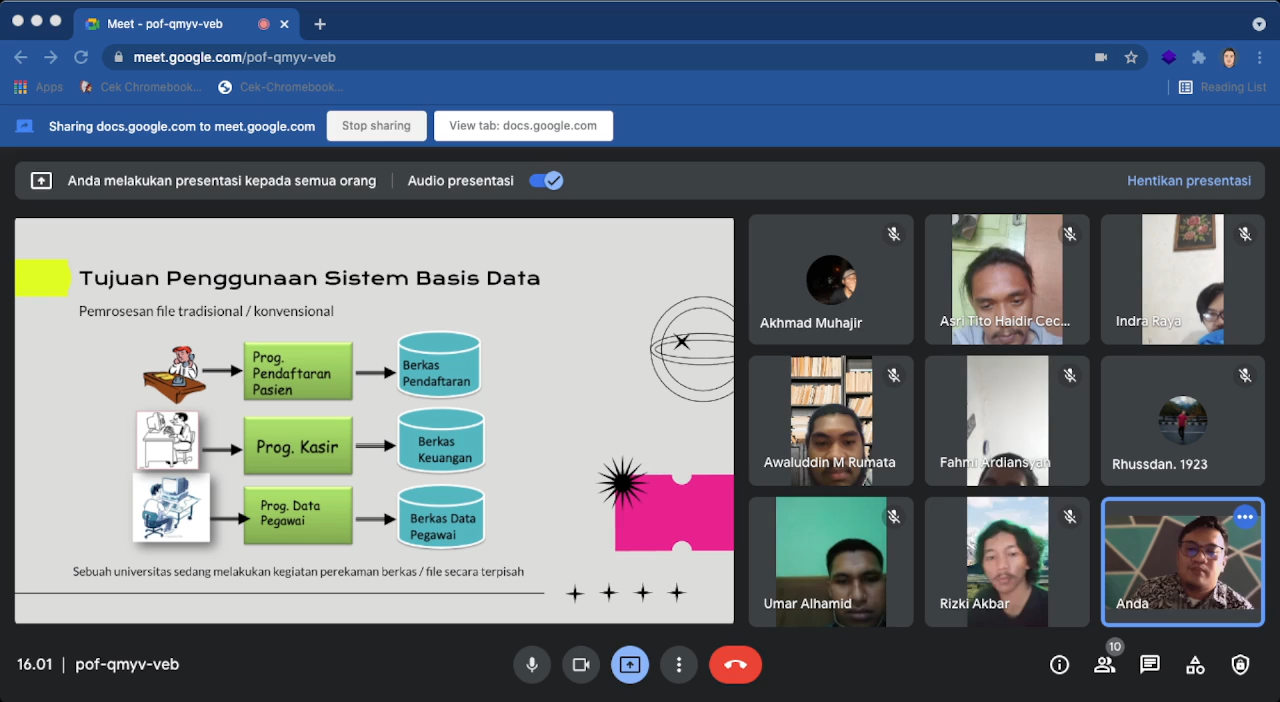 Meet - pof-qmyv-veb
meet.google.com/pof-qmyv-veb
Apps
Cek Chromebook...
Cek-Chromebook...
Reading List
Sharing docs.google.com to meet.google.com
Stop sharing
View tab: docs.google.com
Anda melakukan presentasi kepada semua orang
Audio presentasi
Hentikan presentasi
Tujuan Penggunaan Sistem Basis Data
Pemrosesan file tradisional / konvensional
Prog.
Pendaftaran
Pasien
Berkas
Pendaftaran
Prog. Kasir
Berkas
Keuangan
Prog. Data
Pegawai
Berkas Data
Pegawai
Sebuah universitas sedang melakukan kegiatan perekaman berkas / file secara terpisah
Akhmad Muhajir
Asri Tito Haidir Cec...
Indra Raya
Awaluddin M Rumata
Fahmi Ardiansyah
Rhussdan. 1923
Umar Alhamid
Rizki Akbar
Anda
16.01 | pof-qmyv-veb
10